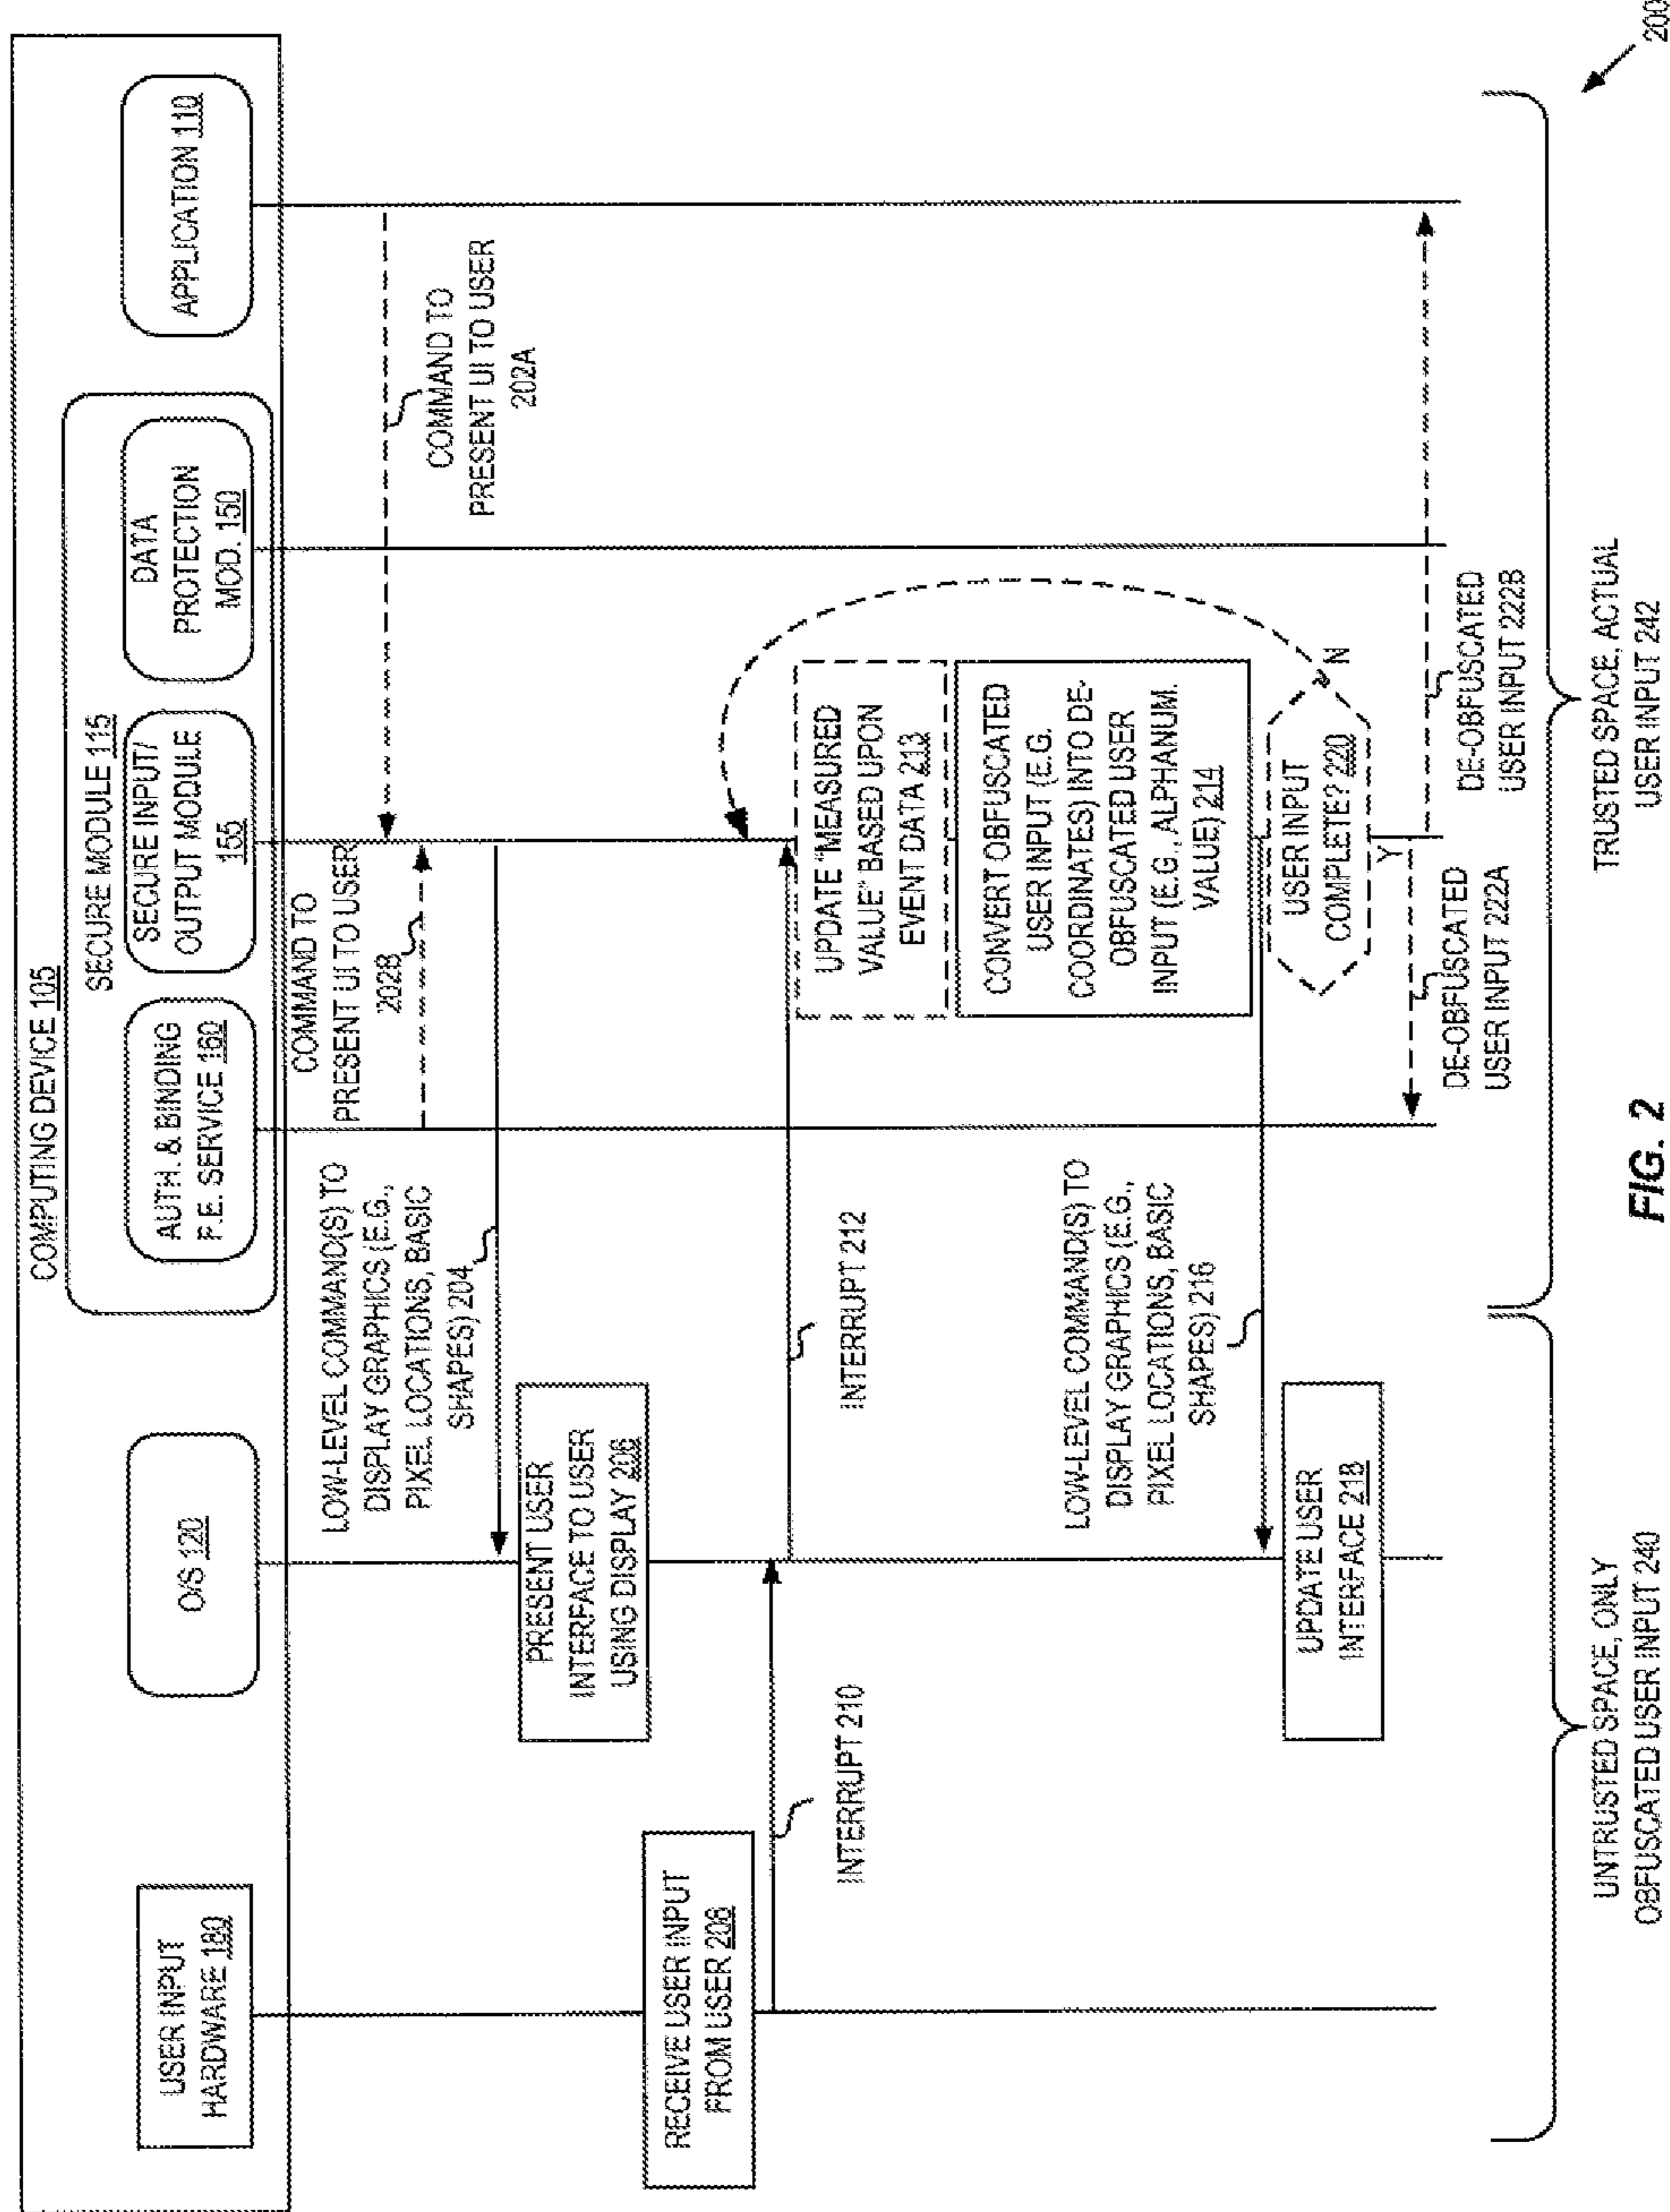 COMPUTING DEVICE 105
SECURE MODULE 115
USER INPUT
HARDWARE 180
O/S 120
AUTH. & BINDING
F.E. SERVICE 160
SECURE INPUT/
OUTPUT MODULE
155
DATA
PROTECTION
MOD. 150
APPLICATION 110
COMMAND TO
PRESENT UI TO USER
202A
COMMAND TO
PRESENT UI TO USER
202B
LOW-LEVEL COMMAND(S) TO
DISPLAY GRAPHICS (E.G.,
PIXEL LOCATIONS, BASIC
SHAPES) 204
PRESENT USER
INTERFACE TO USER
USING DISPLAY 206
RECEIVE USER INPUT
FROM USER 208
INTERRUPT 210
INTERRUPT 212
UPDATE "MEASURED
VALUE" BASED UPON
EVENT DATA 213
CONVERT OBFUSCATED
USER INPUT (E.G.
COORDINATES) INTO DE-
OBFUSCATED USER
INPUT (E.G., ALPHANUM.
VALUE) 214
LOW-LEVEL COMMAND(S) TO
DISPLAY GRAPHICS (E.G.,
PIXEL LOCATIONS, BASIC
SHAPES) 216
UPDATE USER
INTERFACE 218
USER INPUT
COMPLETE? 220
N
Y
DE-OBFUSCATED
USER INPUT 222A
DE-OBFUSCATED
USER INPUT 222B
UNTRUSTED SPACE, ONLY
OBFUSCATED USER INPUT 240
TRUSTED SPACE, ACTUAL
USER INPUT 242
200
FIG. 2